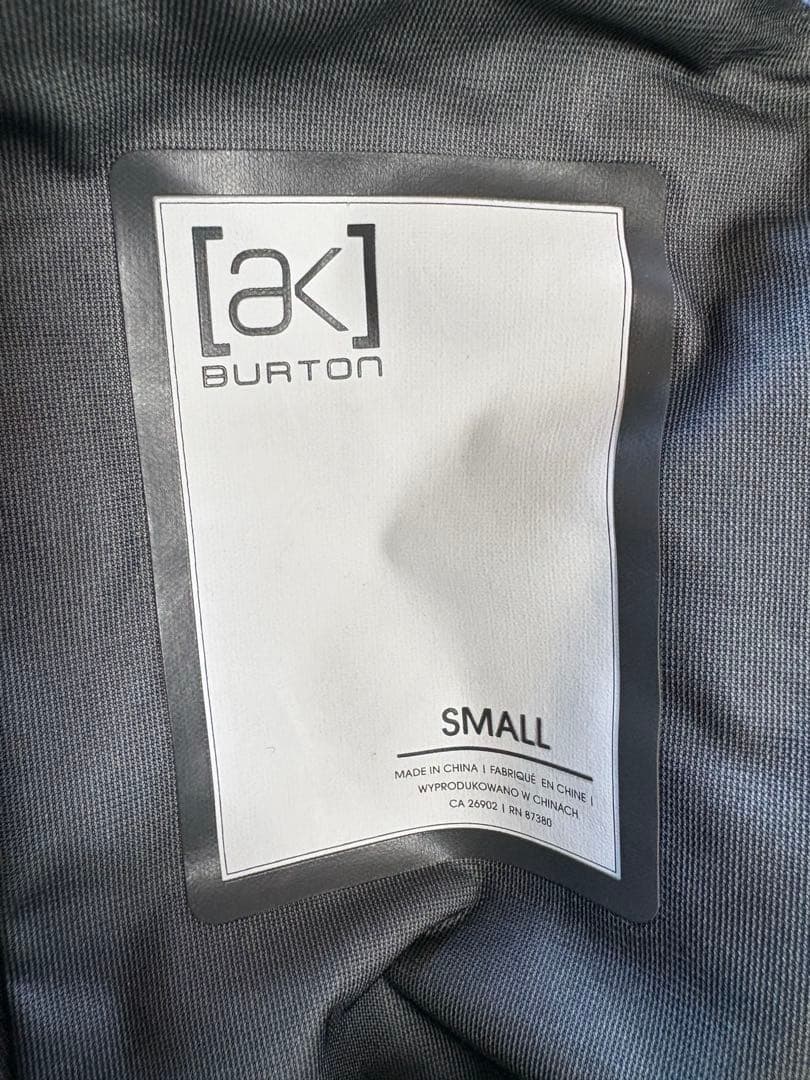 [ak]
BURTON
SMALL
MADE IN CHINA | FABRIQUÉ EN CHINE |
WYPRODUKOWANO W CHINACH
CA 26902 | RN 87380